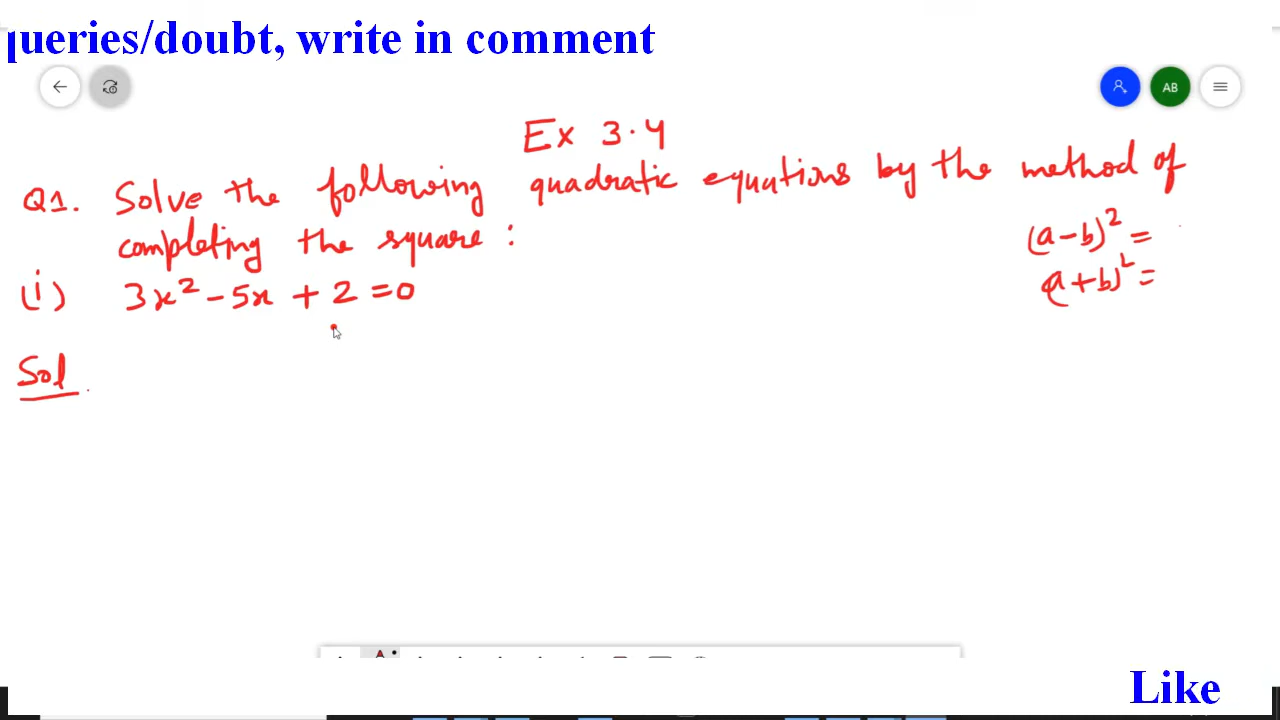 queries/doubt, write in comment
AB
Ex 3.4
Q1. Solve the following quadratic equations by the method of
completing the square :
(a-b)² =
(a+b)² =
(i) 3x² - 5x + 2 = 0
Sol
Like